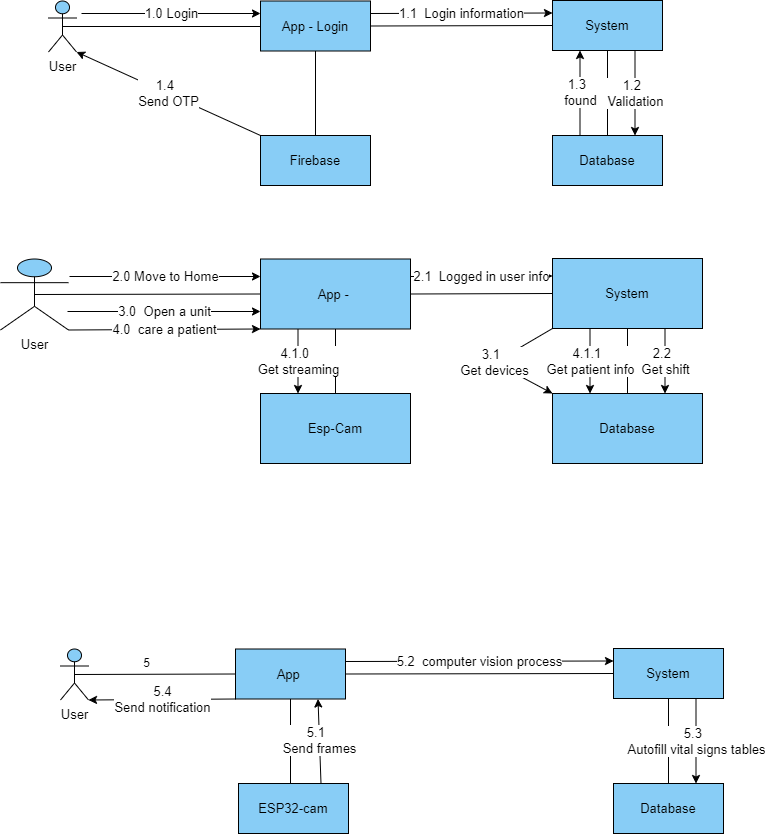 1.0 Login
App - Login
1.1 Login information
System
User
1.4
Send OTP
1.3
found
1.2
Validation
Firebase
Database
2.0 Move to Home
App -
2.1 Logged in user info
System
3.0 Open a unit
4.0 care a patient
User
4.1.0
Get streaming
3.1
Get devices
4.1.1
Get patient info
2.2
Get shift
Esp-Cam
Database
5
App
5.2 computer vision process
System
User
5.4
Send notification
5.1
Send frames
5.3
Autofill vital signs tables
ESP32-cam
Database